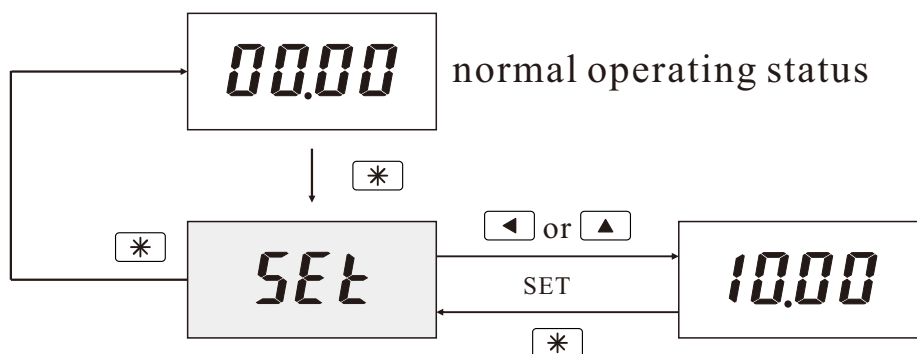 00.00
normal operating status
SEt
or
SET
10.00